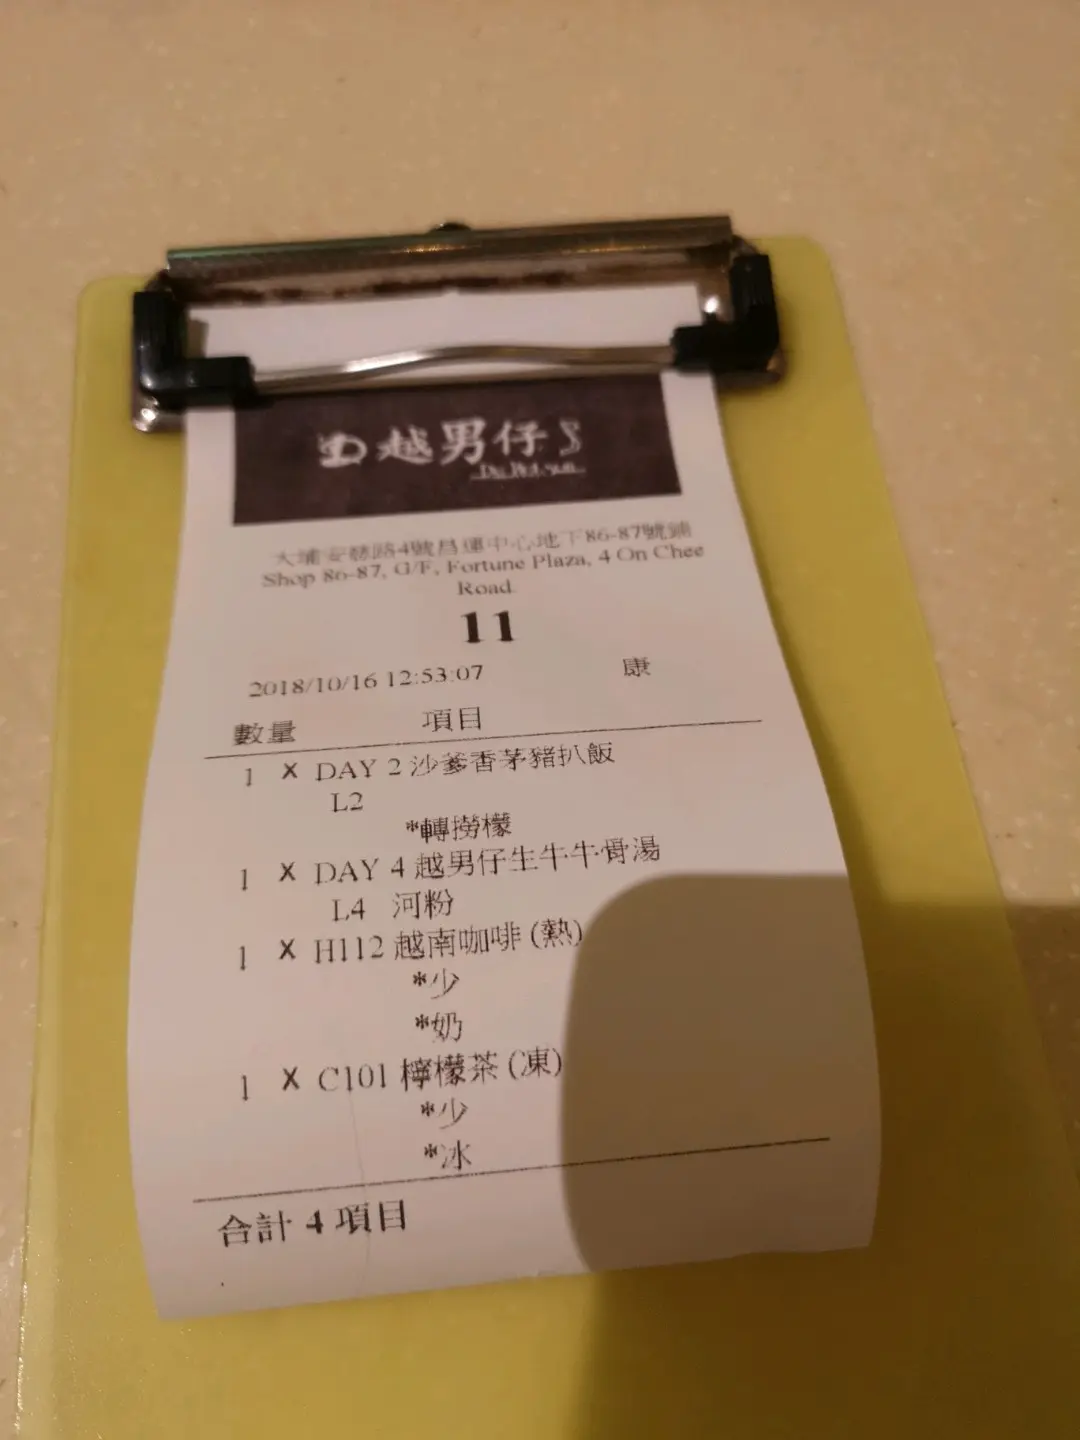 越男仔
大埔安慈路4號昌運中心地下86-87號鋪
Shop 86-87, G/F, Fortune Plaza, 4 On Chee
Road
11
2018/10/16 12:53:07 康
數量 項目
1 X DAY 2 沙爹香茅豬扒飯
L2
*轉撈檬
1 X DAY 4 越男仔生牛牛骨湯
L4 河粉
1 X H112 越南咖啡 (熱)
*少
*奶
1 X C101 檸檬茶 (凍)
*少
*冰
合計 4 項目